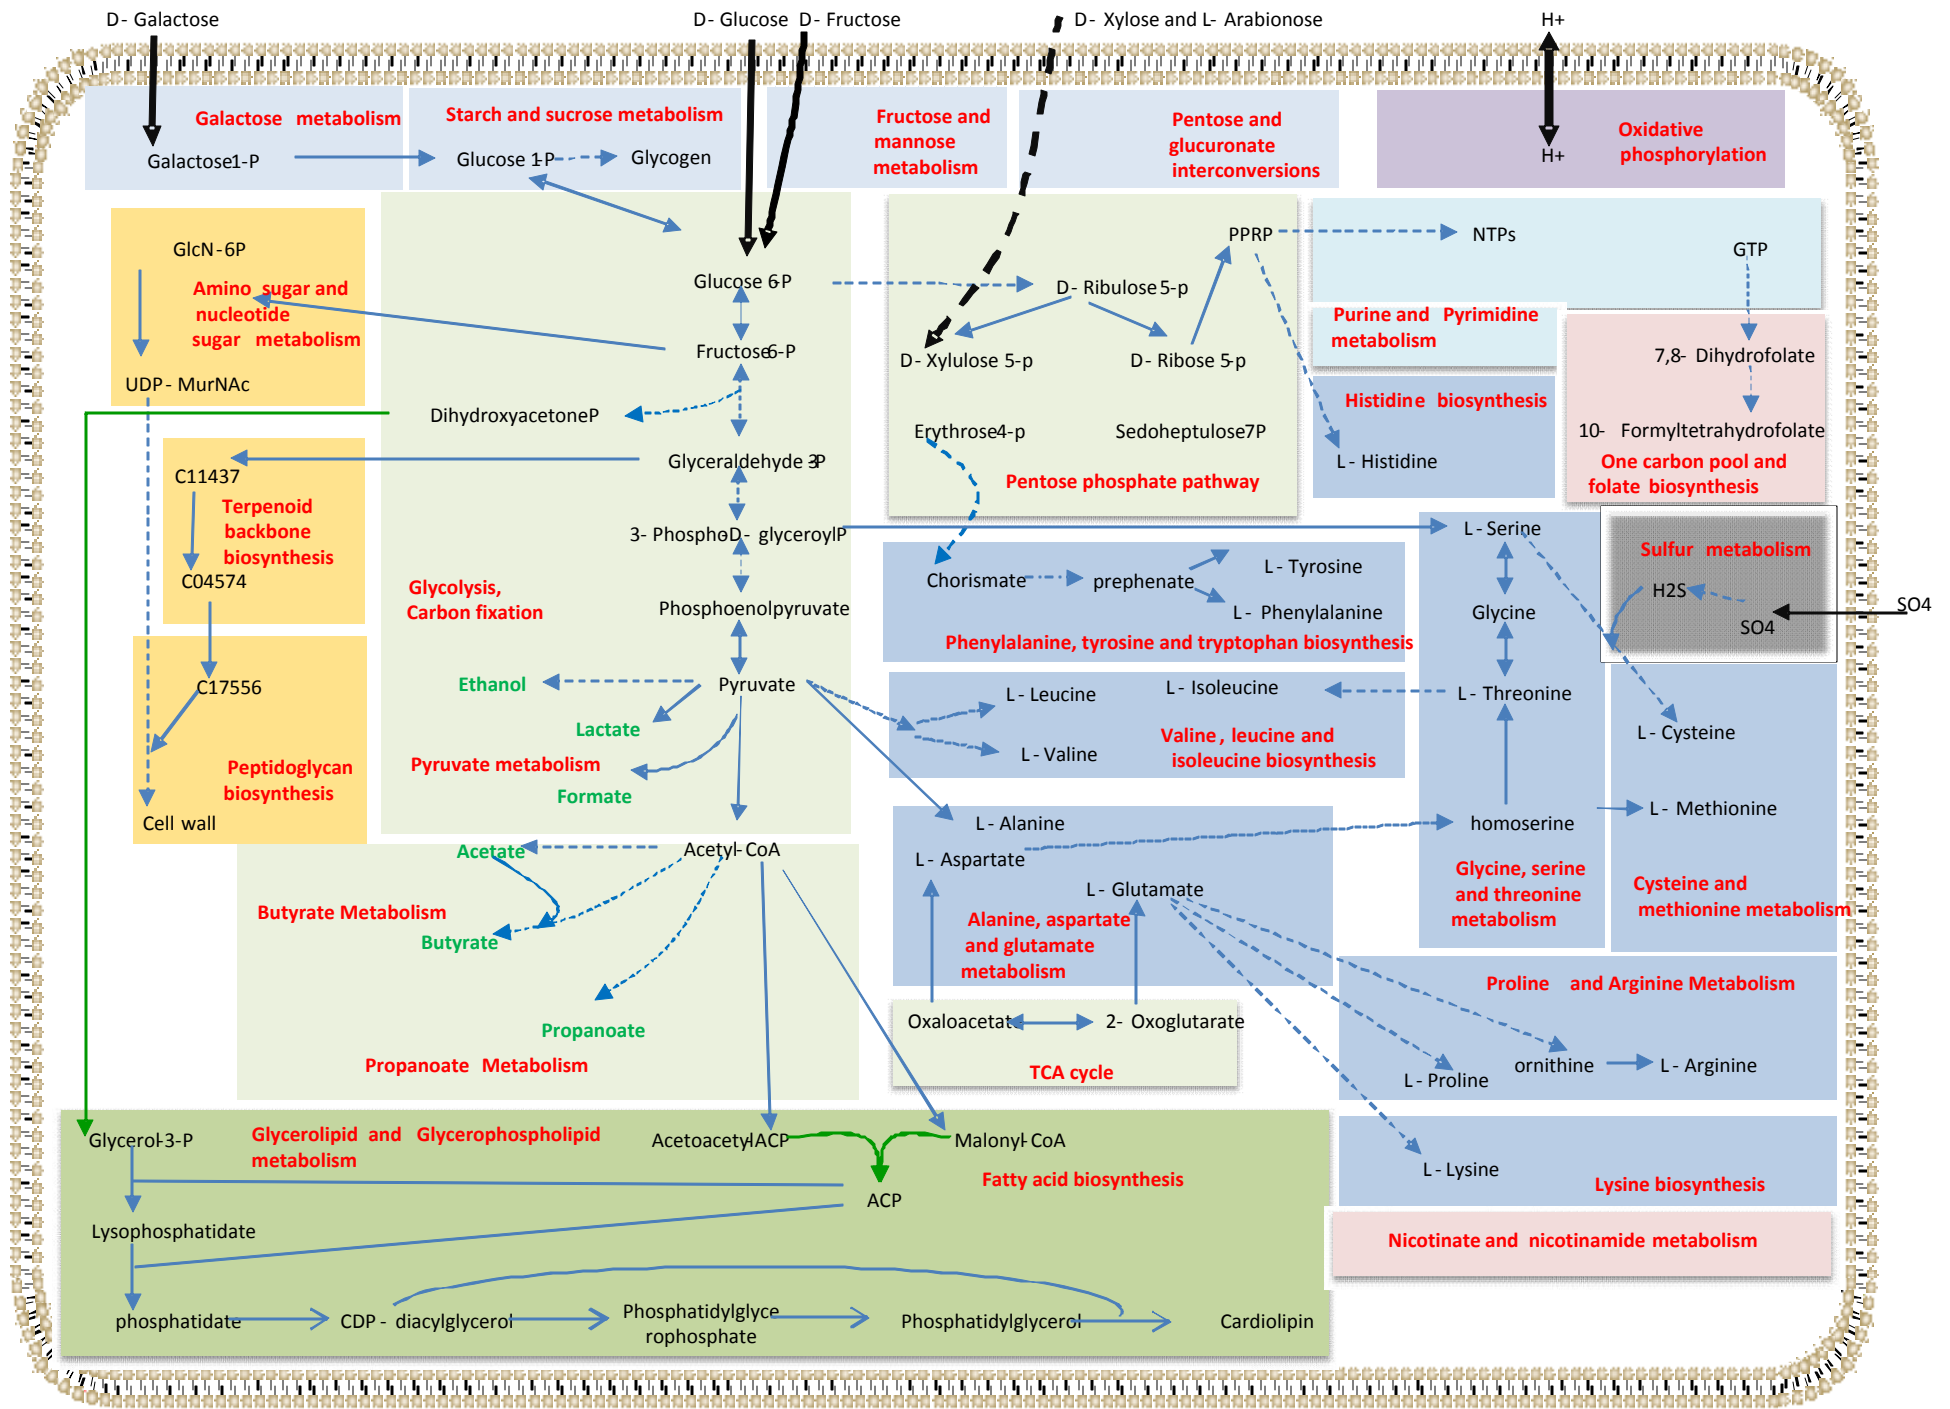 D- Galactose
D- Glucose
D- Fructose
D- Xylose and L- Arabionose
H+
Galactose metabolism
Galactose1-P
Starch and sucrose metabolism
Glucose 1-P
Glycogen
Fructose and
mannose
metabolism
Pentose and
glucuronate
interconversions
Oxidative
phosphorylation
H+
GlcN-6P
Amino sugar and
nucleotide
sugar metabolism
UDP- MurNAc
Glucose 6-P
Fructose6-P
DihydroxyacetoneP
Glyceraldehyde 3P
3- Phospho-D- glyceroylP
Phosphoenolpyruvate
Pyruvate
Glycolysis,
Carbon fixation
Ethanol
Lactate
Pyruvate metabolism
Formate
PPRP
D- Ribulose5-p
D- Xylulose 5-p
D- Ribose 5-p
Erythrose4-p
Sedoheptulose7P
Pentose phosphate pathway
NTPs
GTP
Purine and Pyrimidine
metabolism
7,8- Dihydrofolate
10- Formyltetrahydrofolate
One carbon pool and
folate biosynthesis
Histidine biosynthesis
L- Histidine
C11437
Terpenoid
backbone
biosynthesis
C04574
C17556
Peptidoglycan
biosynthesis
Cell wall
Chorismate
prephenate
L- Tyrosine
L- Phenylalanine
Phenylalanine, tyrosine and tryptophan biosynthesis
L- Serine
Glycine
L- Threonine
homoserine
Glycine, serine
and threonine
metabolism
Sulfur metabolism
H2S
SO4
SO4
L- Leucine
L- Isoleucine
L- Valine
Valine, leucine and
isoleucine biosynthesis
L- Cysteine
L- Methionine
Cysteine and
methionine metabolism
L- Alanine
L- Aspartate
L- Glutamate
Alanine, aspartate
and glutamate
metabolism
Acetate
Acetyl-CoA
Butyrate Metabolism
Butyrate
Propanoate
Propanoate Metabolism
Oxaloacetate
2- Oxoglutarate
TCA cycle
Proline and Arginine Metabolism
ornithine
L- Arginine
L- Proline
L- Lysine
Lysine biosynthesis
Glycerol-3-P
Glycerolipid and Glycerophospholipid
metabolism
Acetoacetyl-ACP
Malonyl-CoA
Fatty acid biosynthesis
ACP
Lysophosphatidate
Nicotinate and nicotinamide metabolism
phosphatidate
CDP- diacylglycerol
Phosphatidylglyce
rophosphate
Phosphatidylglycerol
Cardiolipin